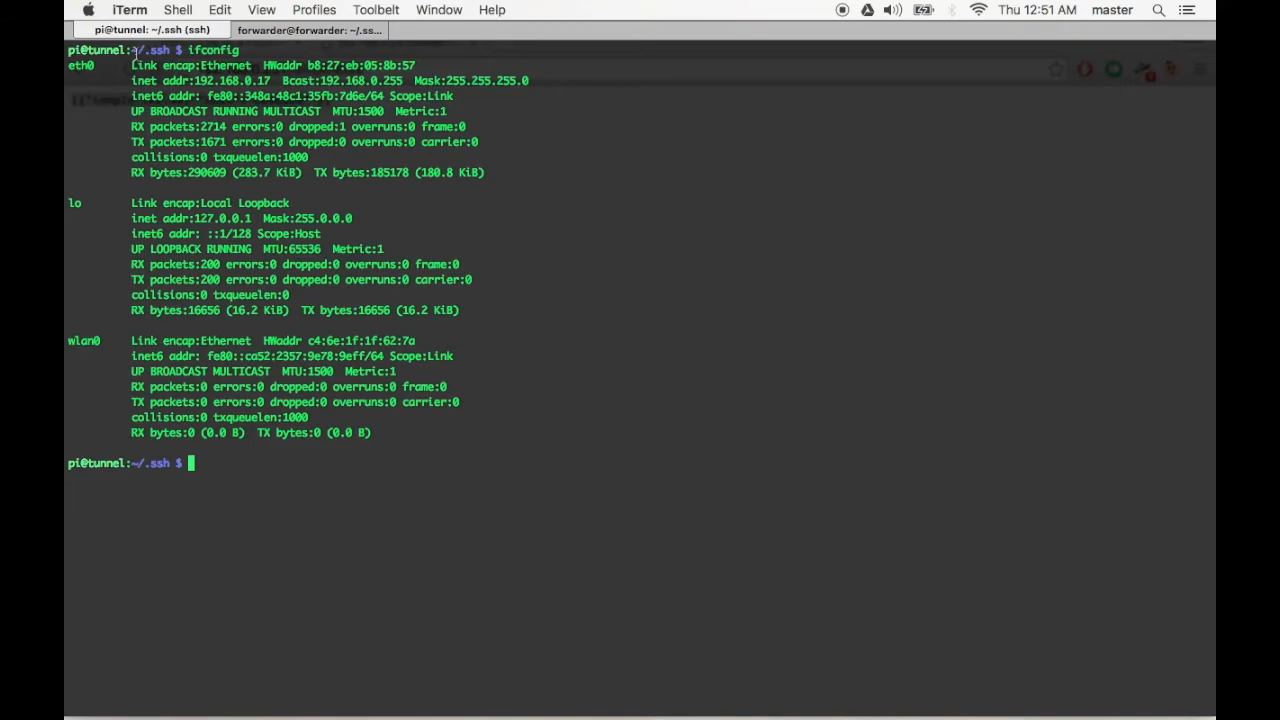 iTerm Shell Edit View Profiles Toolbelt Window Help Thu 12:51 AM master
pi@tunnel: ~/.ssh (ssh) forwarder@forwarder: ~/.ss...
pi@tunnel:~/.ssh $ ifconfig
eth0 Link encap:Ethernet HWaddr b8:27:eb:05:8b:57
inet addr:192.168.0.17 Bcast:192.168.0.255 Mask:255.255.255.0
inet6 addr: fe80::348a:48c1:35fb:7d6e/64 Scope:Link
UP BROADCAST RUNNING MULTICAST MTU:1500 Metric:1
RX packets:2714 errors:0 dropped:1 overruns:0 frame:0
TX packets:1671 errors:0 dropped:0 overruns:0 carrier:0
collisions:0 txqueuelen:1000
RX bytes:290609 (283.7 KiB) TX bytes:185178 (180.8 KiB)
lo Link encap:Local Loopback
inet addr:127.0.0.1 Mask:255.0.0.0
inet6 addr: ::1/128 Scope:Host
UP LOOPBACK RUNNING MTU:65536 Metric:1
RX packets:200 errors:0 dropped:0 overruns:0 frame:0
TX packets:200 errors:0 dropped:0 overruns:0 carrier:0
collisions:0 txqueuelen:0
RX bytes:16656 (16.2 KiB) TX bytes:16656 (16.2 KiB)
wlan0 Link encap:Ethernet HWaddr c4:6e:1f:1f:62:7a
inet6 addr: fe80::ca52:2357:9e78:9eff/64 Scope:Link
UP BROADCAST MULTICAST MTU:1500 Metric:1
RX packets:0 errors:0 dropped:0 overruns:0 frame:0
TX packets:0 errors:0 dropped:0 overruns:0 carrier:0
collisions:0 txqueuelen:1000
RX bytes:0 (0.0 B) TX bytes:0 (0.0 B)
pi@tunnel:~/.ssh $